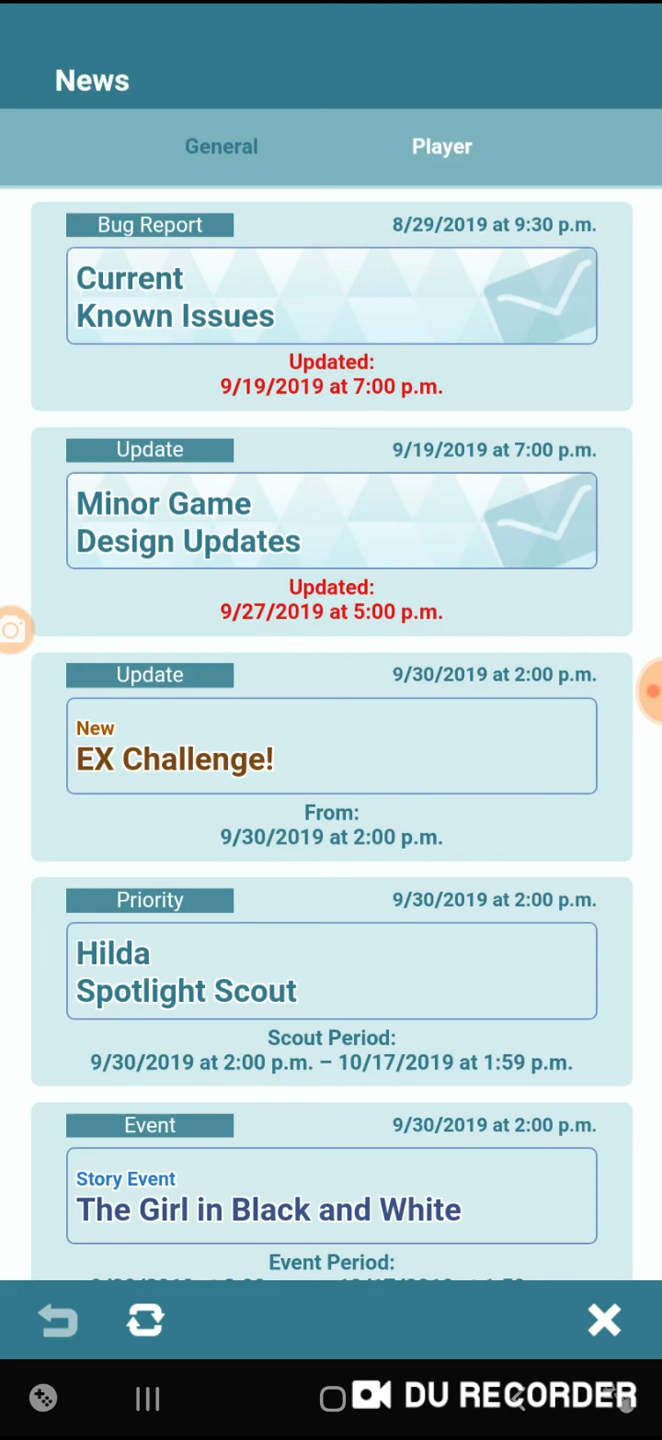 News
General
Player
Bug Report
8/29/2019 at 9:30 p.m.
Current
Known Issues
Updated:
9/19/2019 at 7:00 p.m.
Update
9/19/2019 at 7:00 p.m.
Minor Game
Design Updates
Updated:
9/27/2019 at 5:00 p.m.
Update
9/30/2019 at 2:00 p.m.
New
EX Challenge!
From:
9/30/2019 at 2:00 p.m.
Priority
9/30/2019 at 2:00 p.m.
Hilda
Spotlight Scout
Scout Period:
9/30/2019 at 2:00 p.m. – 10/17/2019 at 1:59 p.m.
Event
9/30/2019 at 2:00 p.m.
Story Event
The Girl in Black and White
Event Period:
DU RECORDER